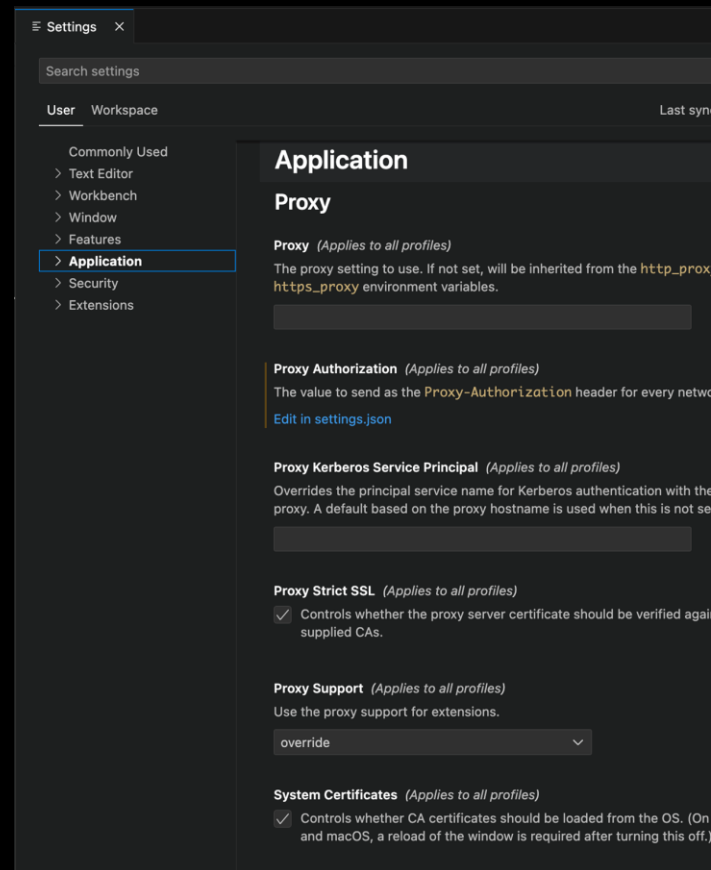 Settings
Search settings
User Workspace Last sync
Commonly Used
Text Editor
Workbench
Window
Features
Application
Security
Extensions
Application
Proxy
Proxy (Applies to all profiles)
The proxy setting to use. If not set, will be inherited from the http_prox
https_proxy environment variables.
Proxy Authorization (Applies to all profiles)
The value to send as the Proxy-Authorization header for every netwo
Edit in settings.json
Proxy Kerberos Service Principal (Applies to all profiles)
Overrides the principal service name for Kerberos authentication with the
proxy. A default based on the proxy hostname is used when this is not se
Proxy Strict SSL (Applies to all profiles)
Controls whether the proxy server certificate should be verified agai
supplied CAs.
Proxy Support (Applies to all profiles)
Use the proxy support for extensions.
override
System Certificates (Applies to all profiles)
Controls whether CA certificates should be loaded from the OS. (On
and macOS, a reload of the window is required after turning this off.)